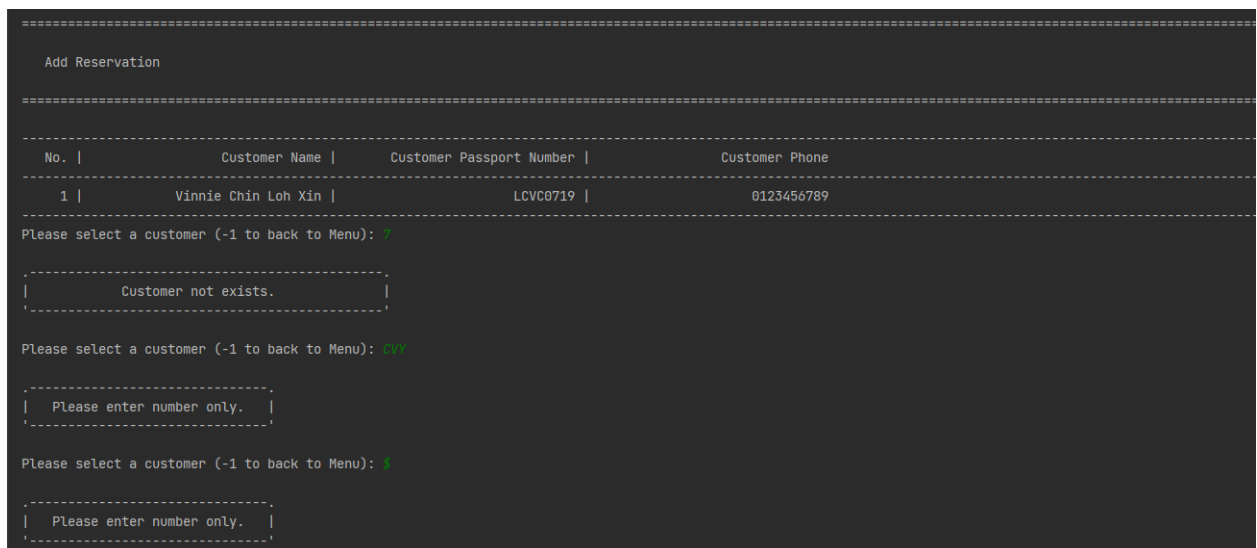 ================================================================================
Add Reservation
================================================================================
--------------------------------------------------------------------------------
No. | Customer Name | Customer Passport Number | Customer Phone
--------------------------------------------------------------------------------
1 | Vinnie Chin Loh Xin | LCVC0719 | 0123456789
--------------------------------------------------------------------------------
Please select a customer (-1 to back to Menu): 7
.----------------------------------------------.
| Customer not exists. |
'----------------------------------------------'
Please select a customer (-1 to back to Menu): CVY
.-------------------------------.
| Please enter number only. |
'-------------------------------'
Please select a customer (-1 to back to Menu): $
.-------------------------------.
| Please enter number only. |
'-------------------------------'